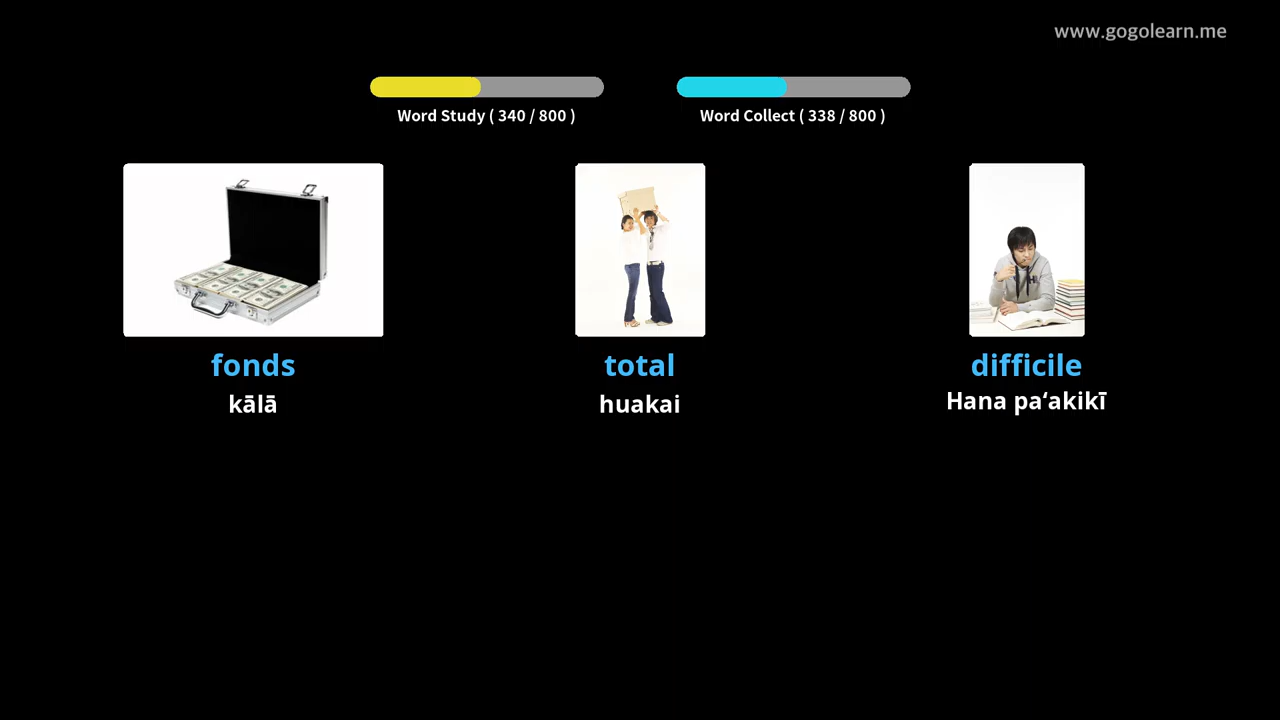 www.gogolearn.me
Word Study ( 340 / 800 )
Word Collect ( 338 / 800 )
fonds
kālā
total
huakai
difficile
Hana paʻakikī